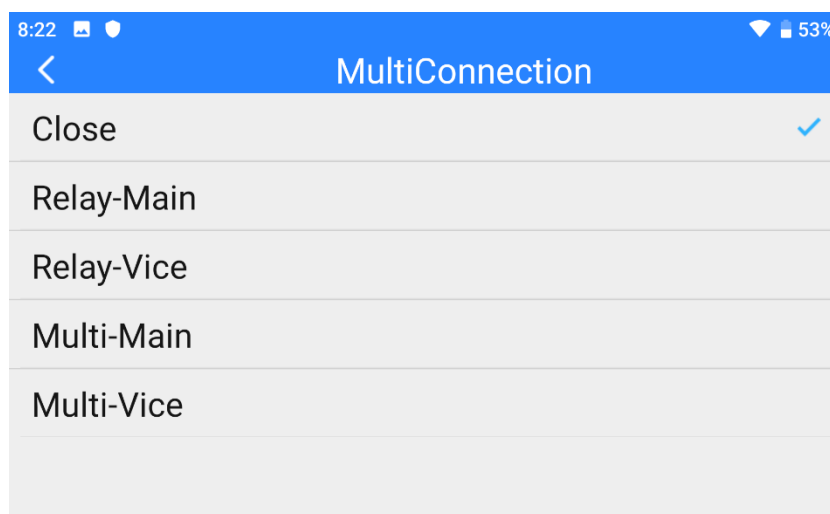 8:22 53%
MultiConnection
Close
Relay-Main
Relay-Vice
Multi-Main
Multi-Vice